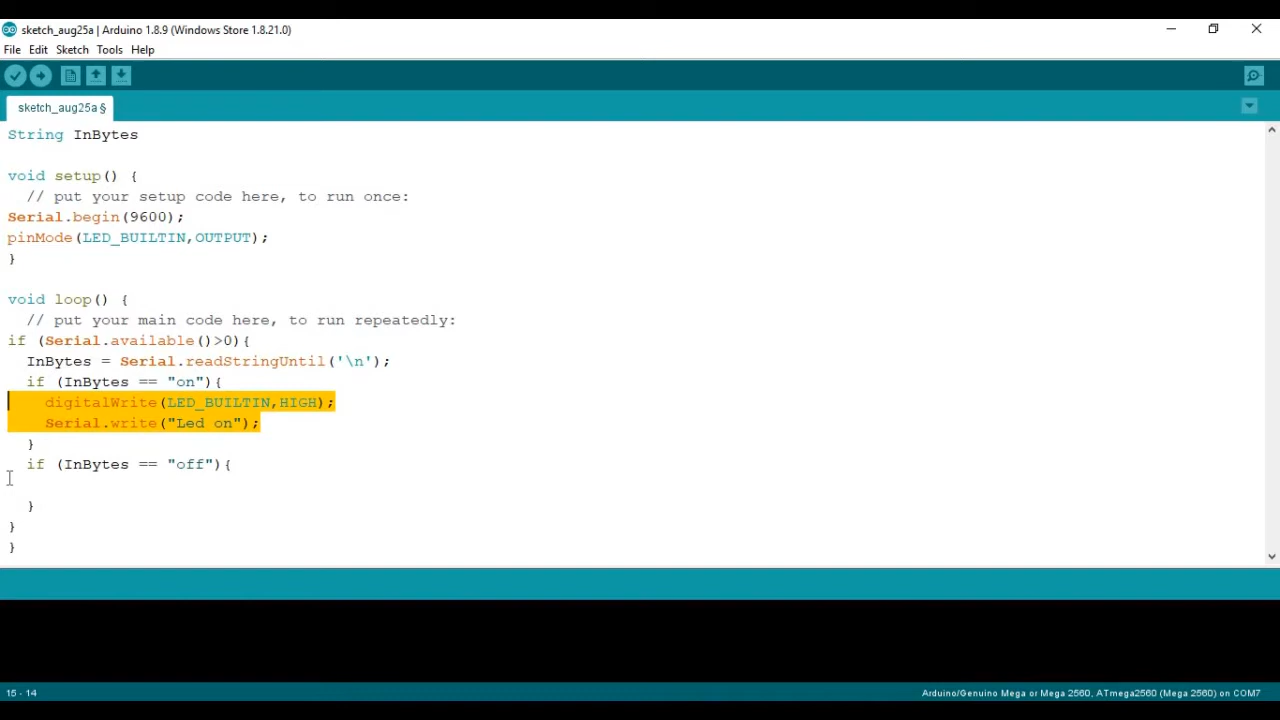 sketch_aug25a | Arduino 1.8.9 (Windows Store 1.8.21.0)
File Edit Sketch Tools Help
sketch_aug25a §
String InBytes
void setup() {
  // put your setup code here, to run once:
Serial.begin(9600);
pinMode(LED_BUILTIN,OUTPUT);
}
void loop() {
  // put your main code here, to run repeatedly:
if (Serial.available()>0){
  InBytes = Serial.readStringUntil('\n');
  if (InBytes == "on"){
    digitalWrite(LED_BUILTIN,HIGH);
    Serial.write("Led on");
  }
  if (InBytes == "off"){
  }
}
}
15 - 14 Arduino/Genuino Mega or Mega 2560, ATmega2560 (Mega 2560) on COM7